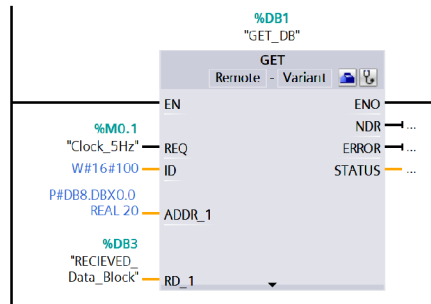 %DB1
"GET_DB"
GET
Remote - Variant
EN ENO
NDR ...
%M0.1
"Clock_5Hz" REQ ERROR ...
W#16#100 ID STATUS ...
P#DB8.DBX0.0
REAL 20 ADDR_1
%DB3
"RECIEVED_
Data_Block" RD_1